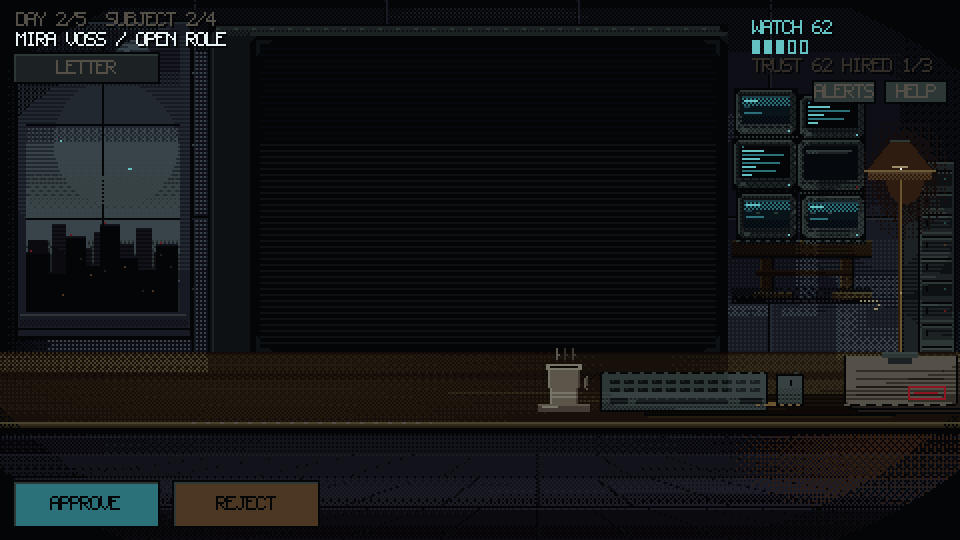 DAY 2/5 SUBJECT 2/4
MIRA VOSS / OPEN ROLE
LETTER
WATCH 62
TRUST 62 HIRED 1/3
ALERTS
HELP
APPROVE
REJECT